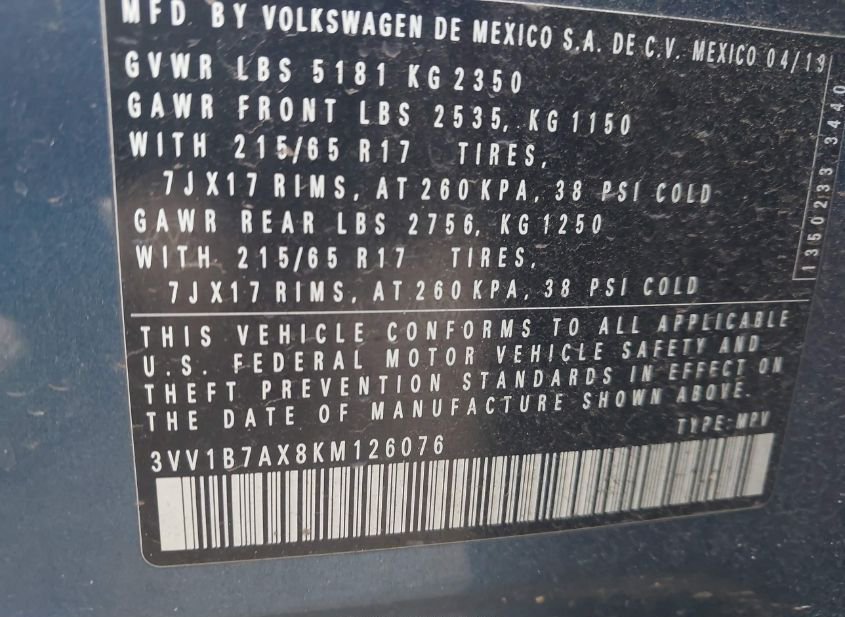 MFD. BY VOLKSWAGEN DE MEXICO S.A. DE C.V. MEXICO 04/19
GVWR LBS 5181 KG 2350
GAWR FRONT LBS 2535, KG 1150
WITH 215/65 R17 TIRES,
7JX17 RIMS, AT 260 KPA, 38 PSI COLD
GAWR REAR LBS 2756, KG 1250
WITH 215/65 R17 TIRES,
7JX17 RIMS, AT 260 KPA, 38 PSI COLD
THIS VEHICLE CONFORMS TO ALL APPLICABLE
U.S. FEDERAL MOTOR VEHICLE SAFETY AND
THEFT PREVENTION STANDARDS IN EFFECT ON
THE DATE OF MANUFACTURE SHOWN ABOVE.
TYPE: MPV
3VV1B7AX8KM126076
1350233 3440